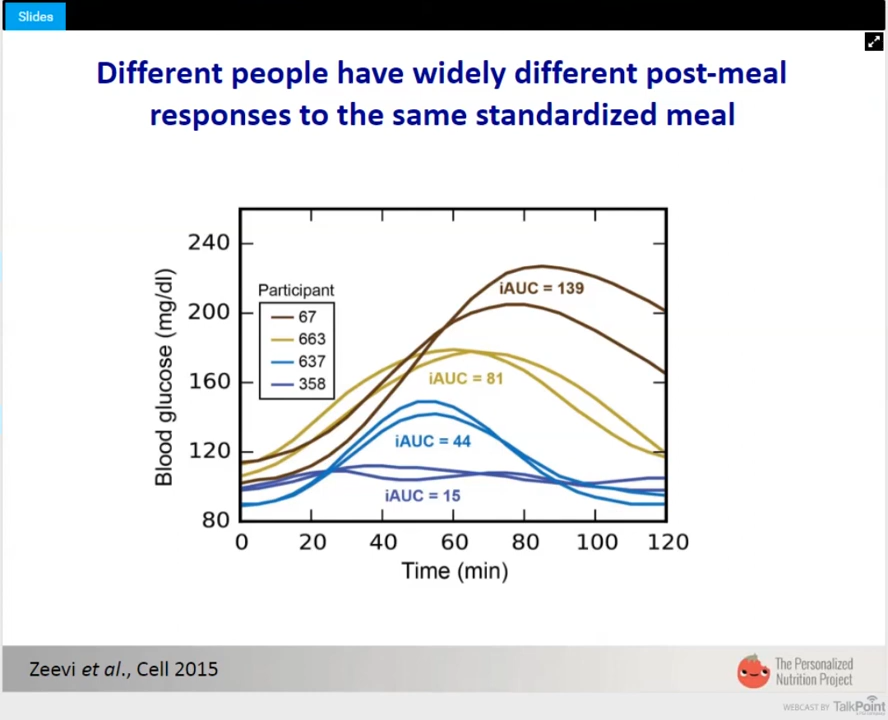 Slides
Different people have widely different post-meal
responses to the same standardized meal
240
200
160
120
80
Blood glucose (mg/dl)
Participant
67
663
637
358
iAUC = 139
iAUC = 81
iAUC = 44
iAUC = 15
0 20 40 60 80 100 120
Time (min)
Zeevi et al., Cell 2015
The Personalized
Nutrition Project
WEBCAST BY TalkPoint